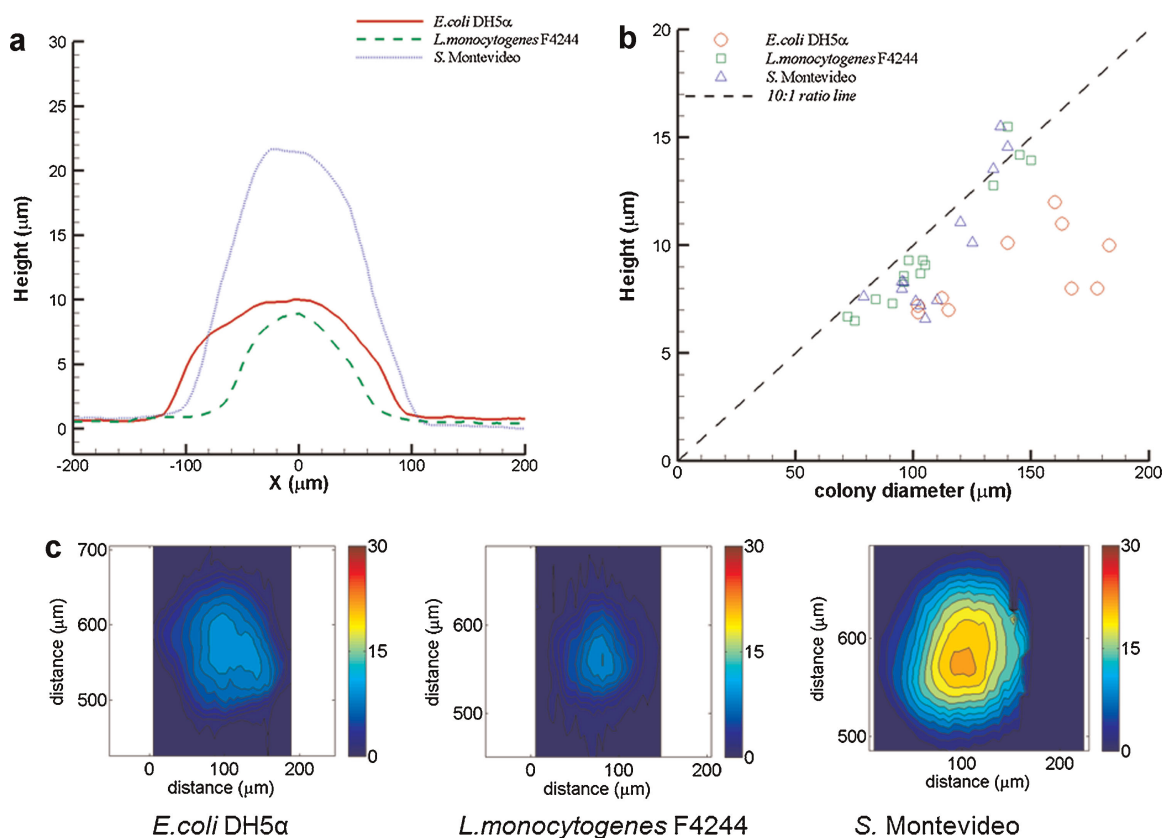 a
E.coli DH5α
L.monocytogenes F4244
S. Montevideo
30
25
20
15
10
5
0
Height (μm)
-200 -100 0 100 200
X (μm)
b
E.coli DH5α
L.monocytogenes F4244
S. Montevideo
10:1 ratio line
20
15
10
5
0
Height (μm)
0 50 100 150 200
colony diameter (μm)
c
700
600
500
distance (μm)
0 100 200
distance (μm)
30
15
0
E.coli DH5α
600
500
distance (μm)
0 100 200
distance (μm)
30
15
0
L.monocytogenes F4244
600
500
distance (μm)
100 200
distance (μm)
30
15
0
S. Montevideo